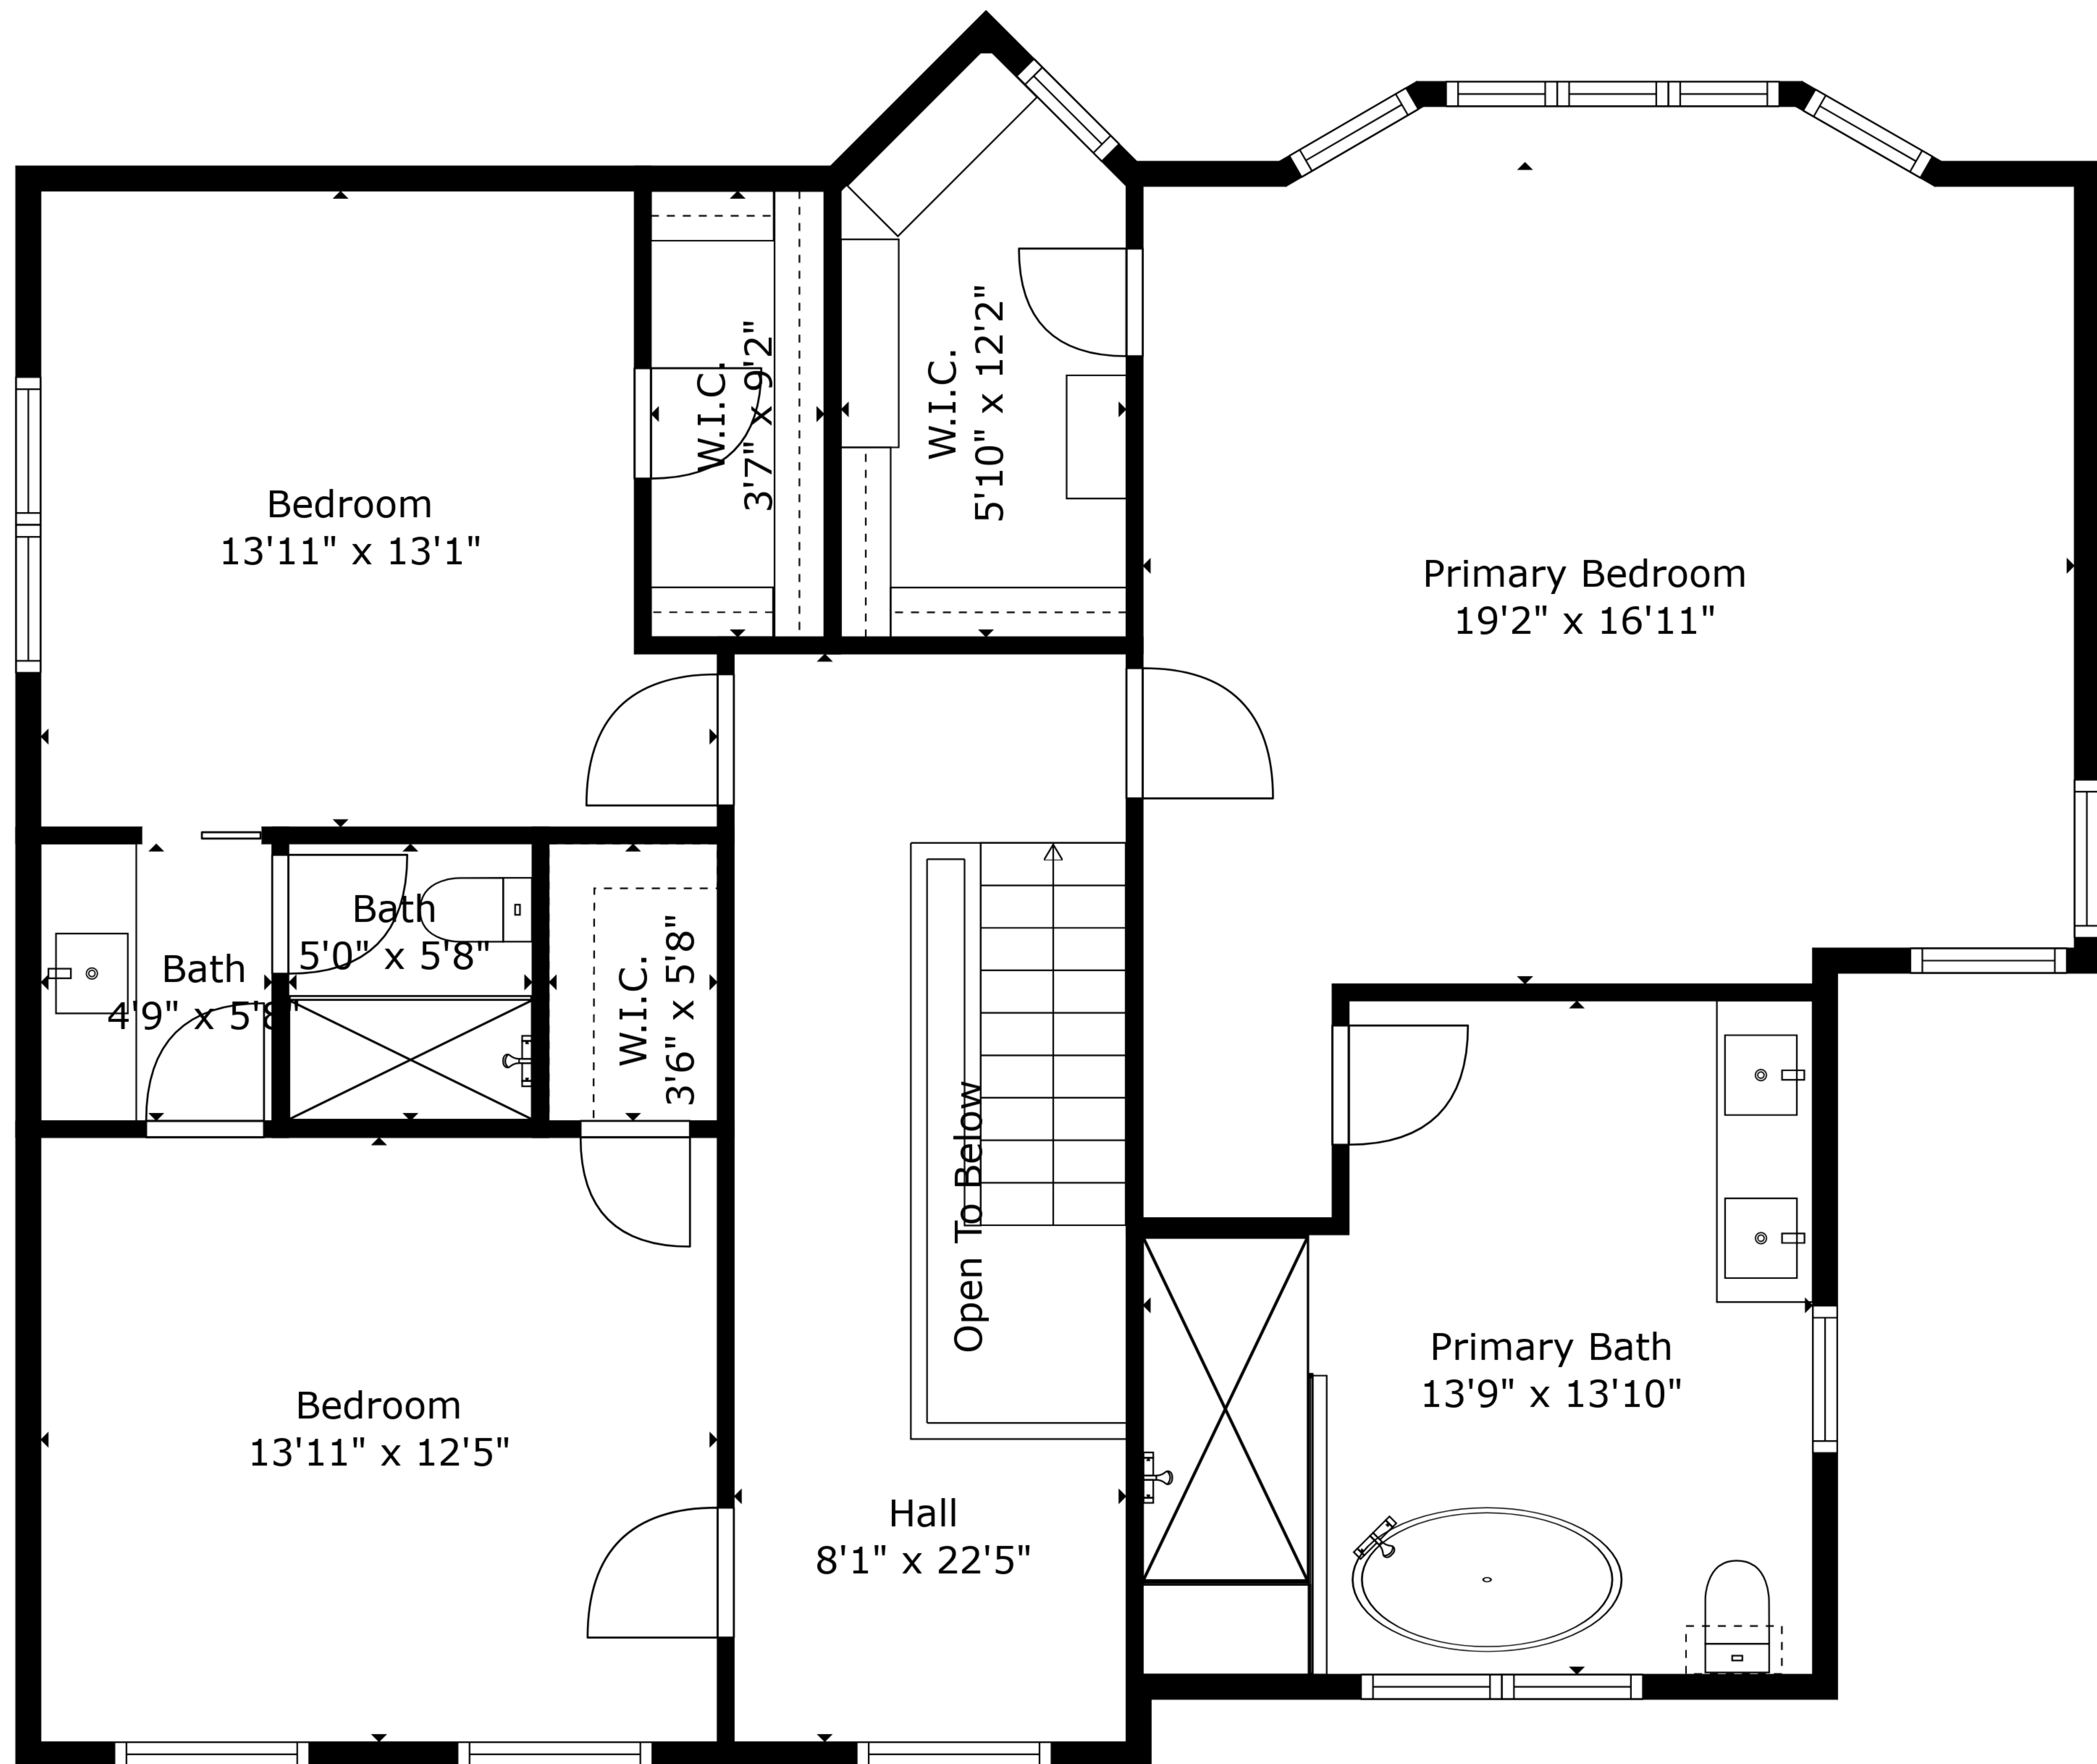 W.I.C.
3'7" x 9'2"
W.I.C.
5'10" x 12'2"
Bedroom
13'11" x 13'1"
Primary Bedroom
19'2" x 16'11"
Bath
5'0" x 5'8"
Bath
4'9" x 5'8"
W.I.C.
3'6" x 5'8"
Open To Below
Primary Bath
13'9" x 13'10"
Bedroom
13'11" x 12'5"
Hall
8'1" x 22'5"